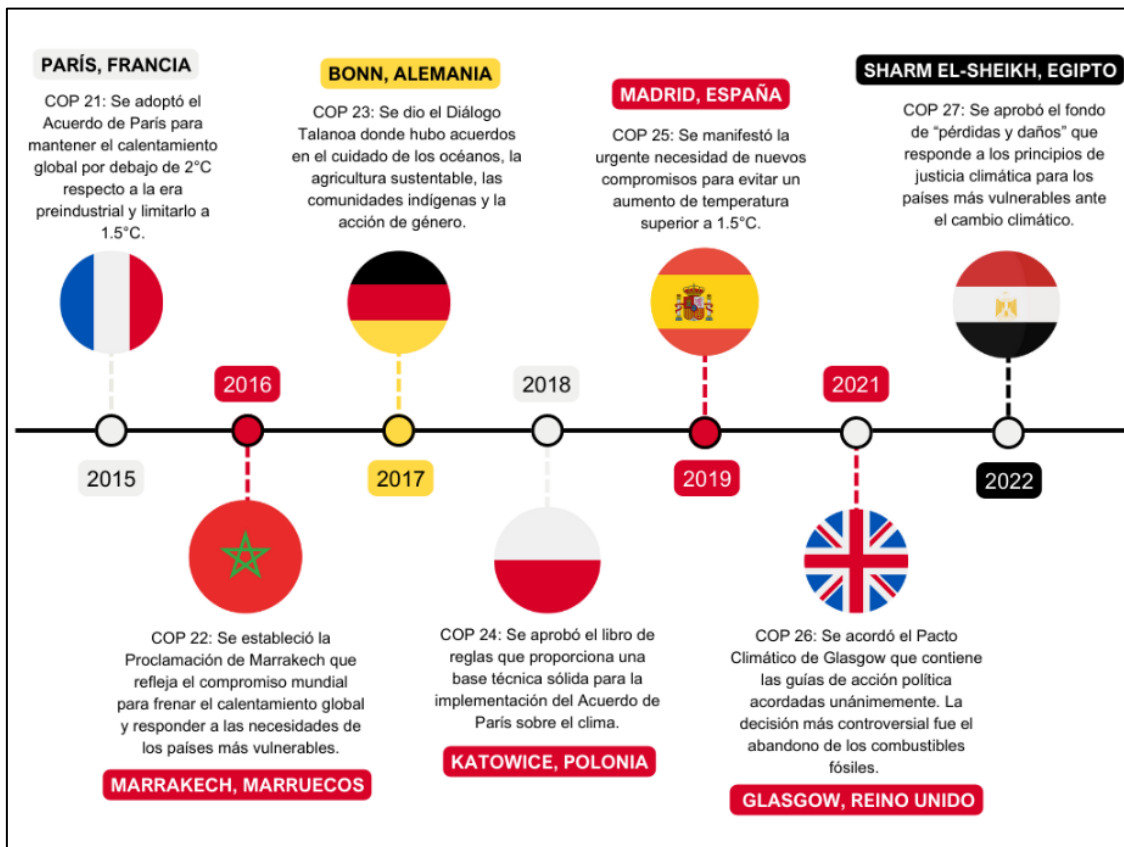 PARÍS, FRANCIA
COP 21: Se adoptó el
Acuerdo de París para
mantener el calentamiento
global por debajo de 2°C
respecto a la era
preindustrial y limitarlo a
1.5°C.
2015
2016
COP 22: Se estableció la
Proclamación de Marrakech que
refleja el compromiso mundial
para frenar el calentamiento global
y responder a las necesidades de
los países más vulnerables.
MARRAKECH, MARRUECOS
BONN, ALEMANIA
COP 23: Se dio el Diálogo
Talanoa donde hubo acuerdos
en el cuidado de los océanos, la
agricultura sustentable, las
comunidades indígenas y la
acción de género.
2017
2018
COP 24: Se aprobó el libro de
reglas que proporciona una
base técnica sólida para la
implementación del Acuerdo de
París sobre el clima.
KATOWICE, POLONIA
MADRID, ESPAÑA
COP 25: Se manifestó la
urgente necesidad de nuevos
compromisos para evitar un
aumento de temperatura
superior a 1.5°C.
2019
2021
COP 26: Se acordó el Pacto
Climático de Glasgow que contiene
las guías de acción política
acordadas unánimemente. La
decisión más controversial fue el
abandono de los combustibles
fósiles.
GLASGOW, REINO UNIDO
SHARM EL-SHEIKH, EGIPTO
COP 27: Se aprobó el fondo
de “pérdidas y daños” que
responde a los principios de
justicia climática para los
países más vulnerables ante
el cambio climático.
2022